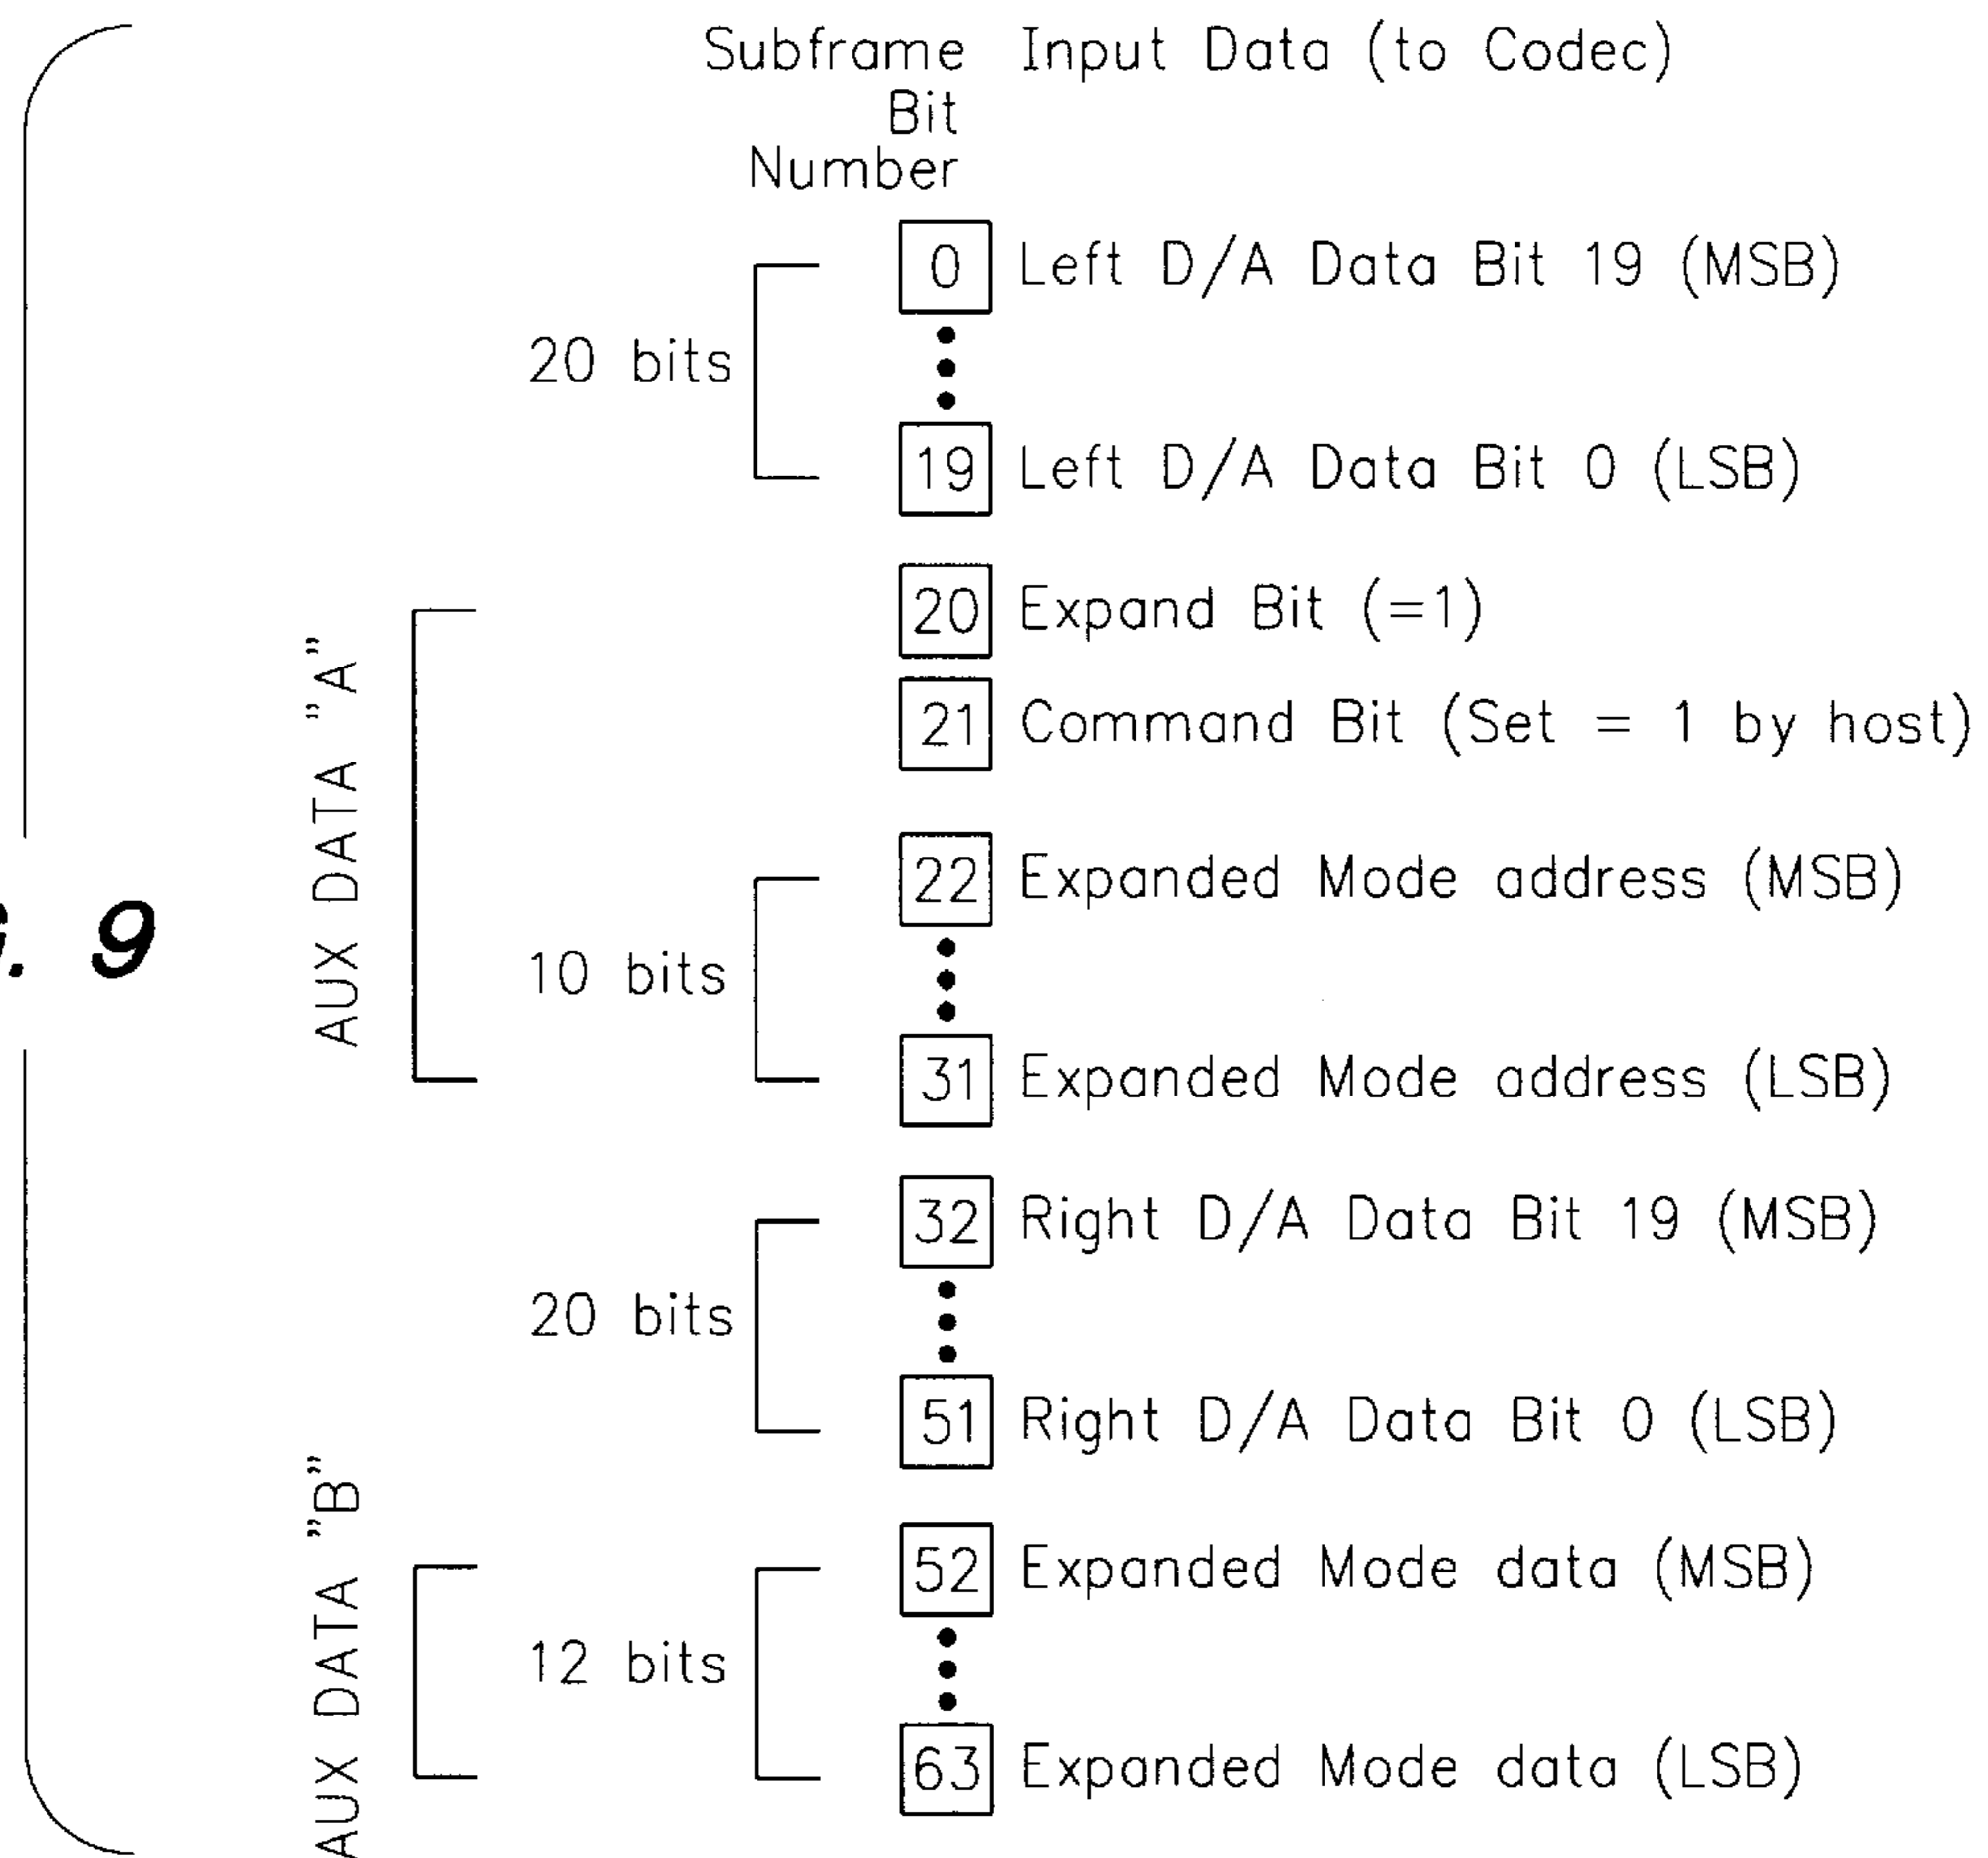 Subframe Input Data (to Codec)
Bit
Number
0 Left D/A Data Bit 19 (MSB)
20 bits
19 Left D/A Data Bit 0 (LSB)
20 Expand Bit (=1)
21 Command Bit (Set = 1 by host)
AUX DATA "A"
22 Expanded Mode address (MSB)
10 bits
31 Expanded Mode address (LSB)
. 9
32 Right D/A Data Bit 19 (MSB)
20 bits
51 Right D/A Data Bit 0 (LSB)
AUX DATA "B"
52 Expanded Mode data (MSB)
12 bits
63 Expanded Mode data (LSB)